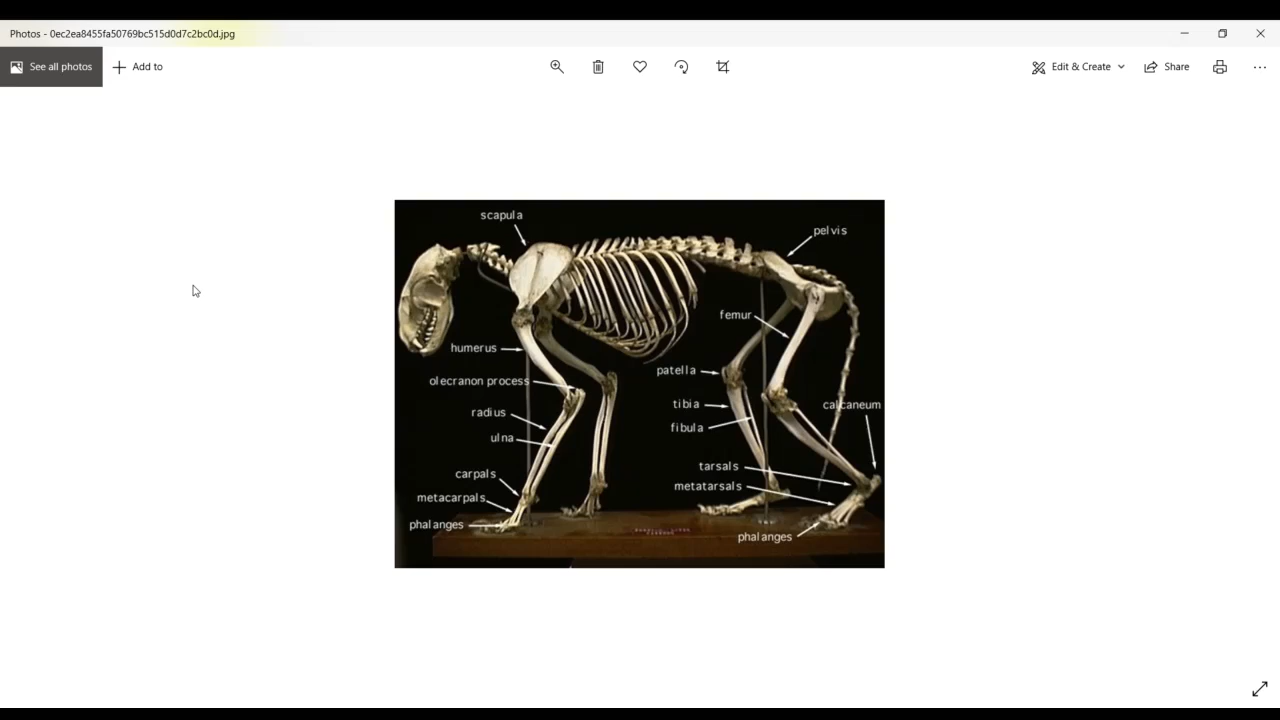 Photos - 0ec2ea8455fa50769bc515d0d7c2bc0d.jpg
See all photos
Add to
Edit & Create
Share
scapula
pelvis
femur
humerus
patella
olecranon process
tibia
calcaneum
radius
fibula
ulna
tarsals
carpals
metatarsals
metacarpals
phalanges
phalanges